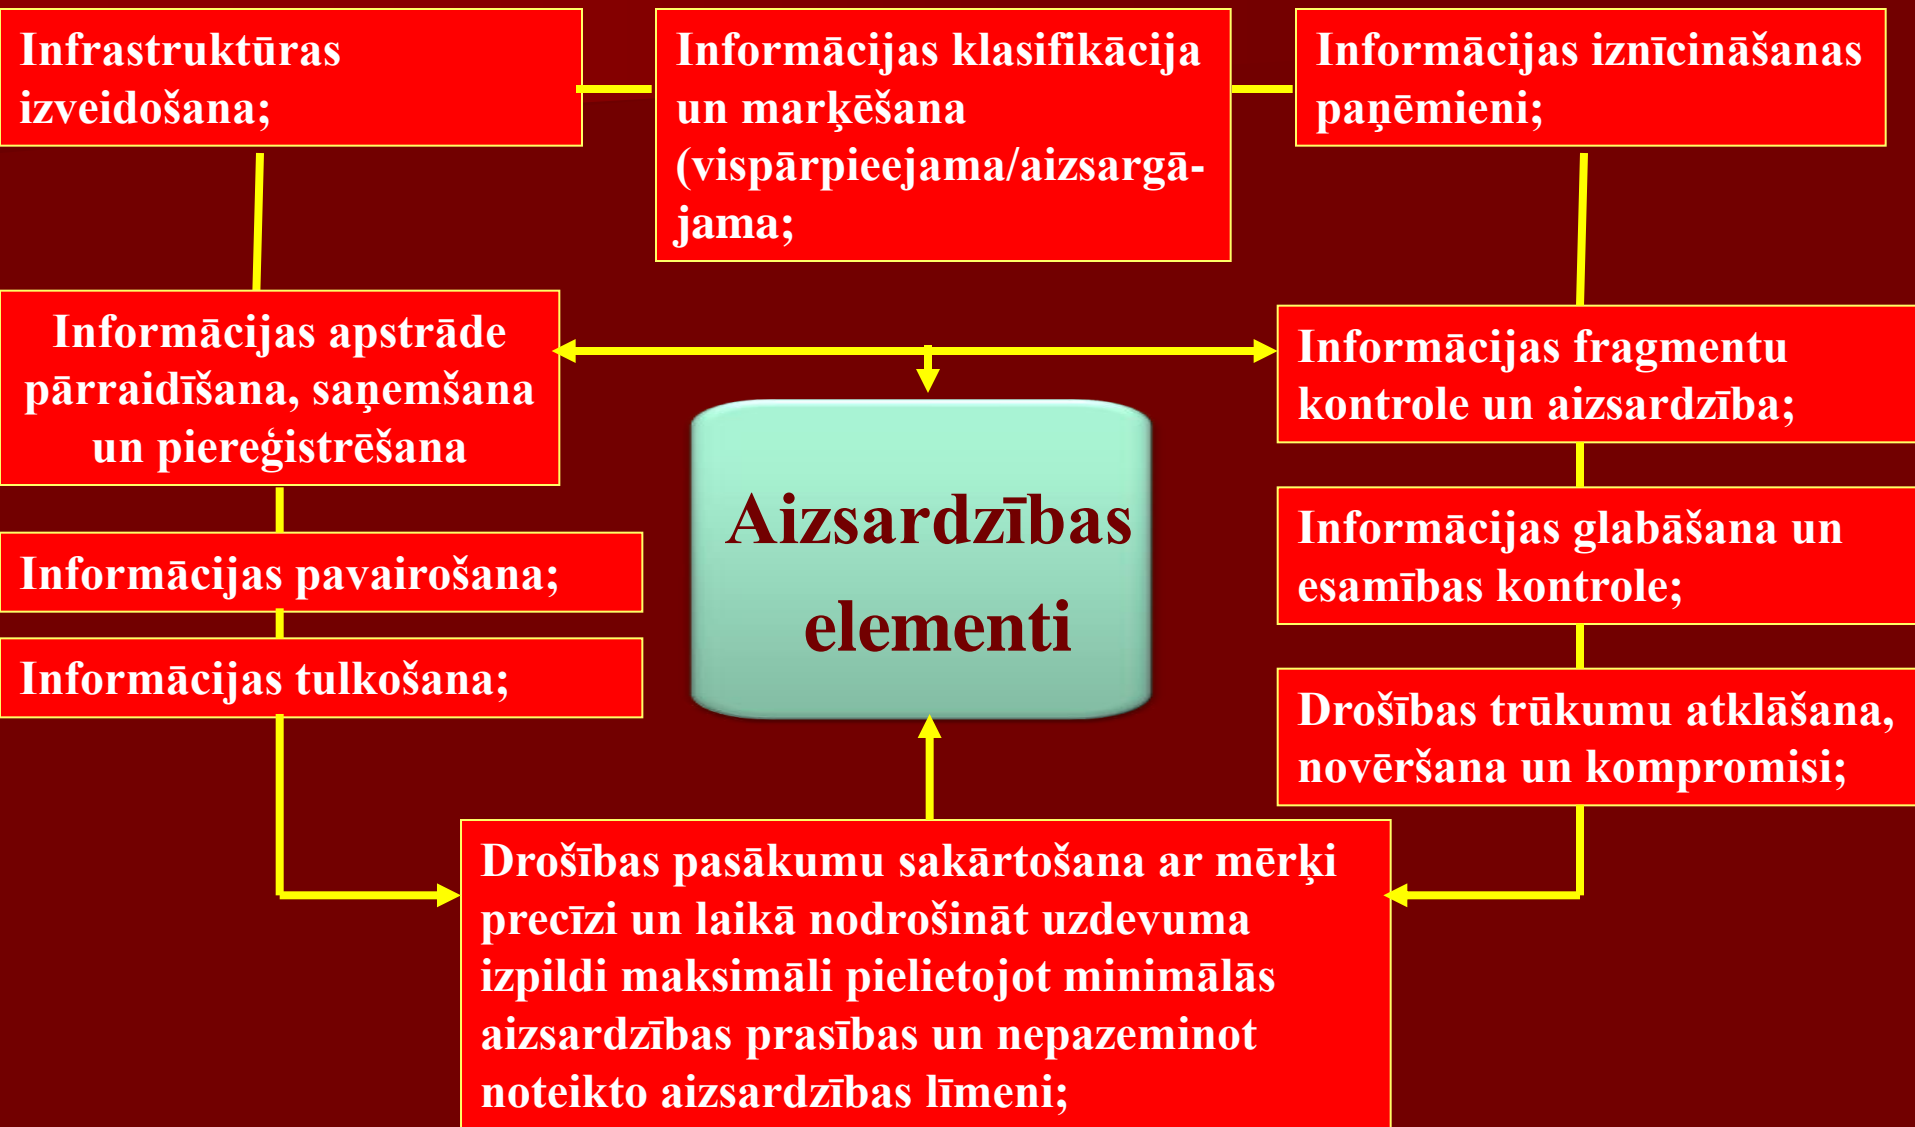 Infrastruktūras
izveidošana;
Informācijas klasifikācija
un marķēšana
(vispārpieejama/aizsargā-
jama;
Informācijas iznīcināšanas
paņēmieni;
Informācijas apstrāde
pārraidīšana, saņemšana
un piereģistrēšana
Informācijas fragmentu
kontrole un aizsardzība;
Aizsardzības
elementi
Informācijas pavairošana;
Informācijas glabāšana un
esamības kontrole;
Informācijas tulkošana;
Drošības trūkumu atklāšana,
novēršana un kompromisi;
Drošības pasākumu sakārtošana ar mērķi
precīzi un laikā nodrošināt uzdevuma
izpildi maksimāli pielietojot minimālās
aizsardzības prasības un nepazeminot
noteikto aizsardzības līmeni;